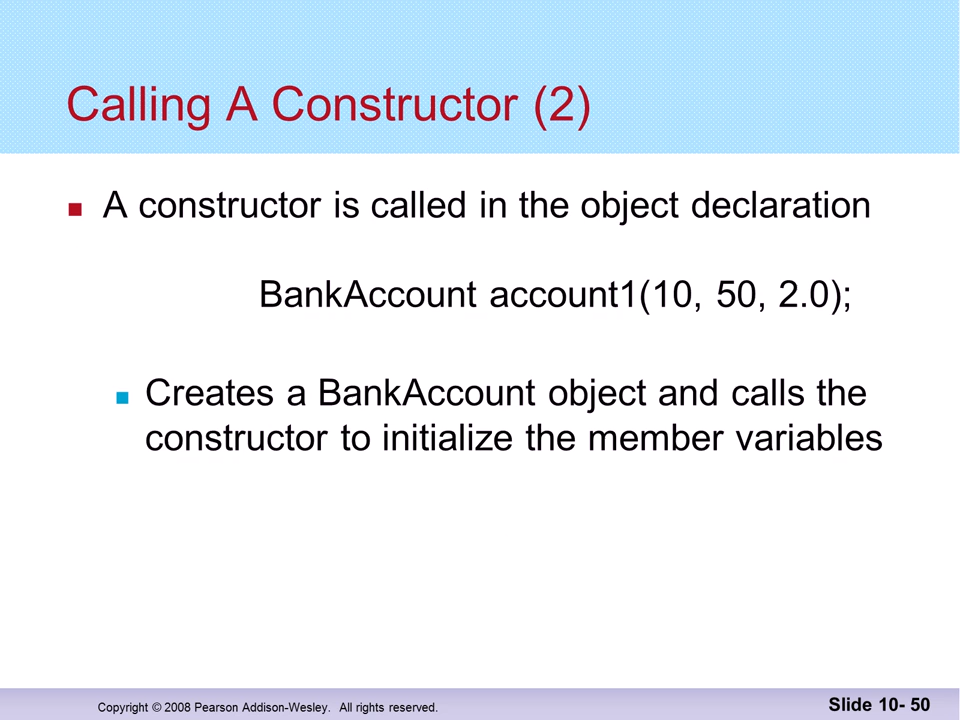 Calling A Constructor (2)
A constructor is called in the object declaration
BankAccount account1(10, 50, 2.0);
Creates a BankAccount object and calls the
constructor to initialize the member variables
Copyright © 2008 Pearson Addison-Wesley. All rights reserved.
Slide 10- 50